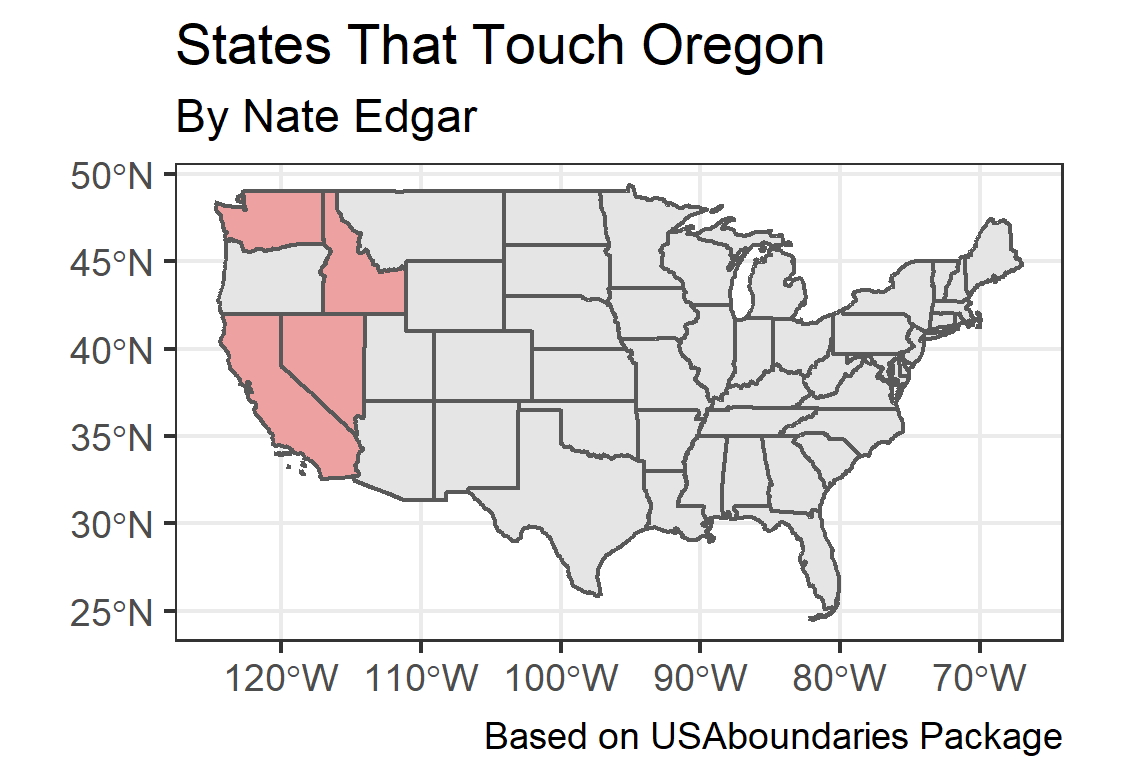 States That Touch Oregon
By Nate Edgar
50°N
45°N
40°N
35°N
30°N
25°N
120°W 110°W 100°W 90°W 80°W 70°W
Based on USAboundaries Package